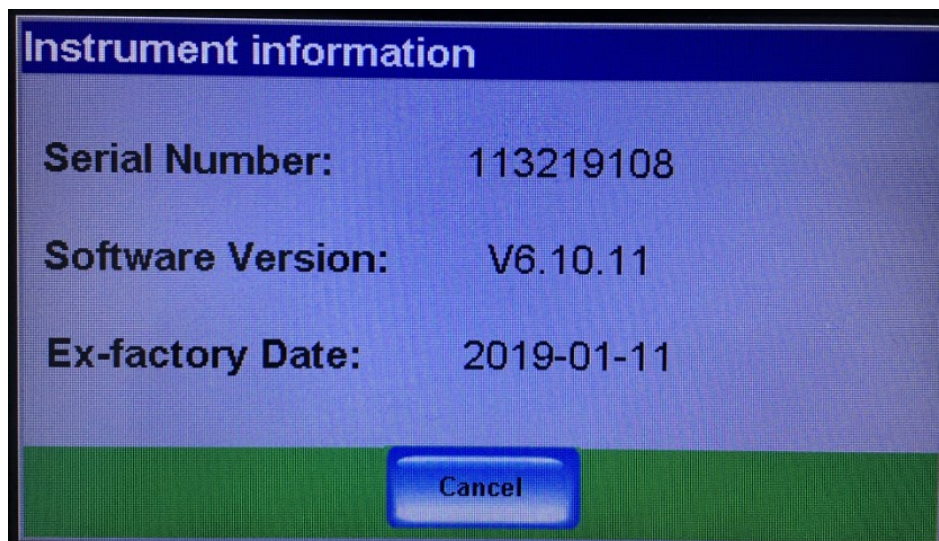 Instrument information
Serial Number: 113219108
Software Version: V6.10.11
Ex-factory Date: 2019-01-11
Cancel